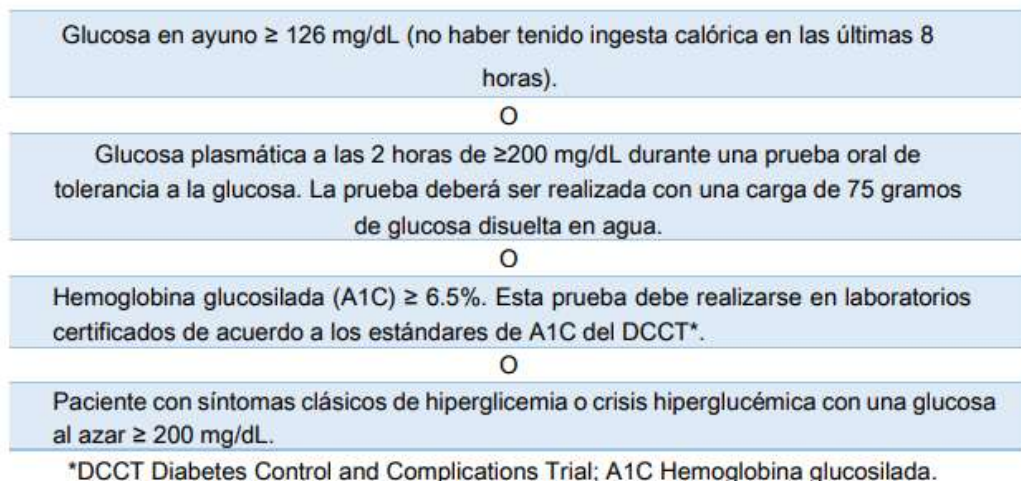 Glucosa en ayuno ≥ 126 mg/dL (no haber tenido ingesta calórica en las últimas 8
horas).
O
Glucosa plasmática a las 2 horas de ≥200 mg/dL durante una prueba oral de
tolerancia a la glucosa. La prueba deberá ser realizada con una carga de 75 gramos
de glucosa disuelta en agua.
O
Hemoglobina glucosilada (A1C) ≥ 6.5%. Esta prueba debe realizarse en laboratorios
certificados de acuerdo a los estándares de A1C del DCCT*.
O
Paciente con síntomas clásicos de hiperglicemia o crisis hiperglucémica con una glucosa
al azar ≥ 200 mg/dL.
*DCCT Diabetes Control and Complications Trial; A1C Hemoglobina glucosilada.